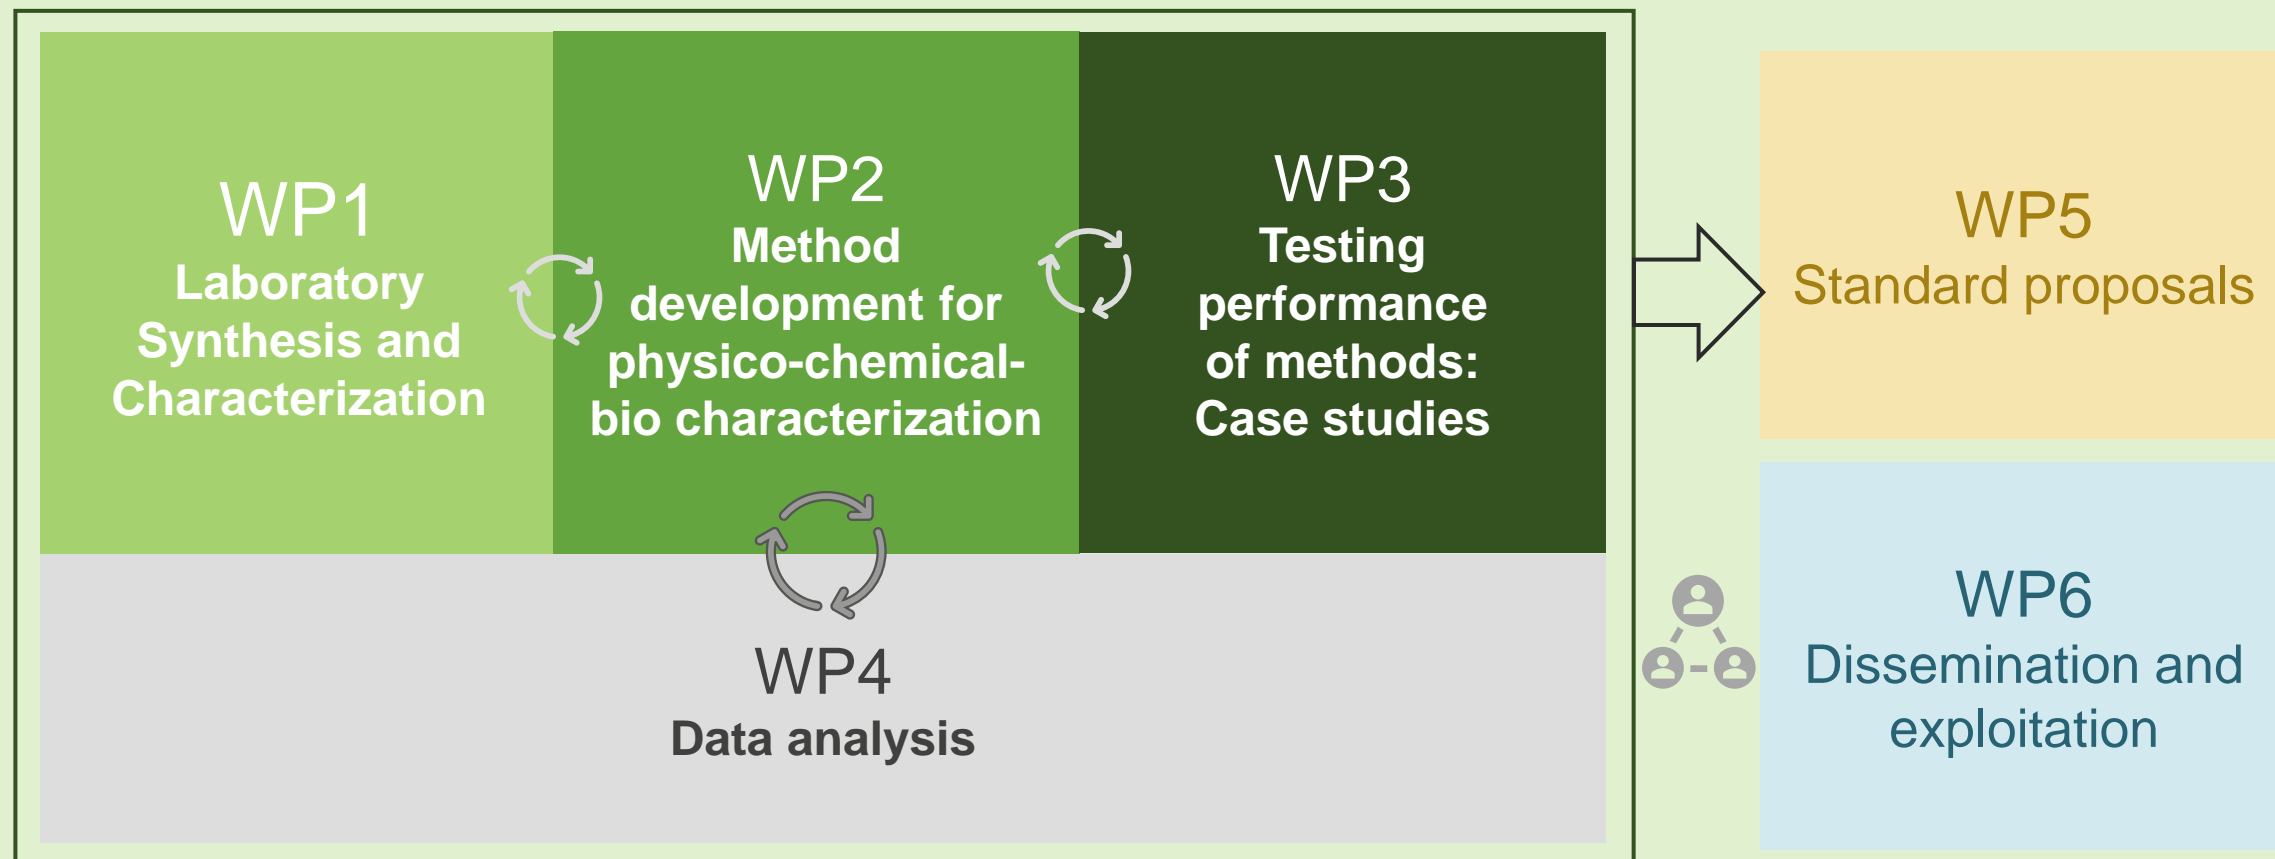 WP1
Laboratory
Synthesis and
Characterization
WP2
Method
development for
physico-chemical-
bio characterization
WP3
Testing
performance
of methods:
Case studies
WP4
Data analysis
WP5
Standard proposals
WP6
Dissemination and
exploitation